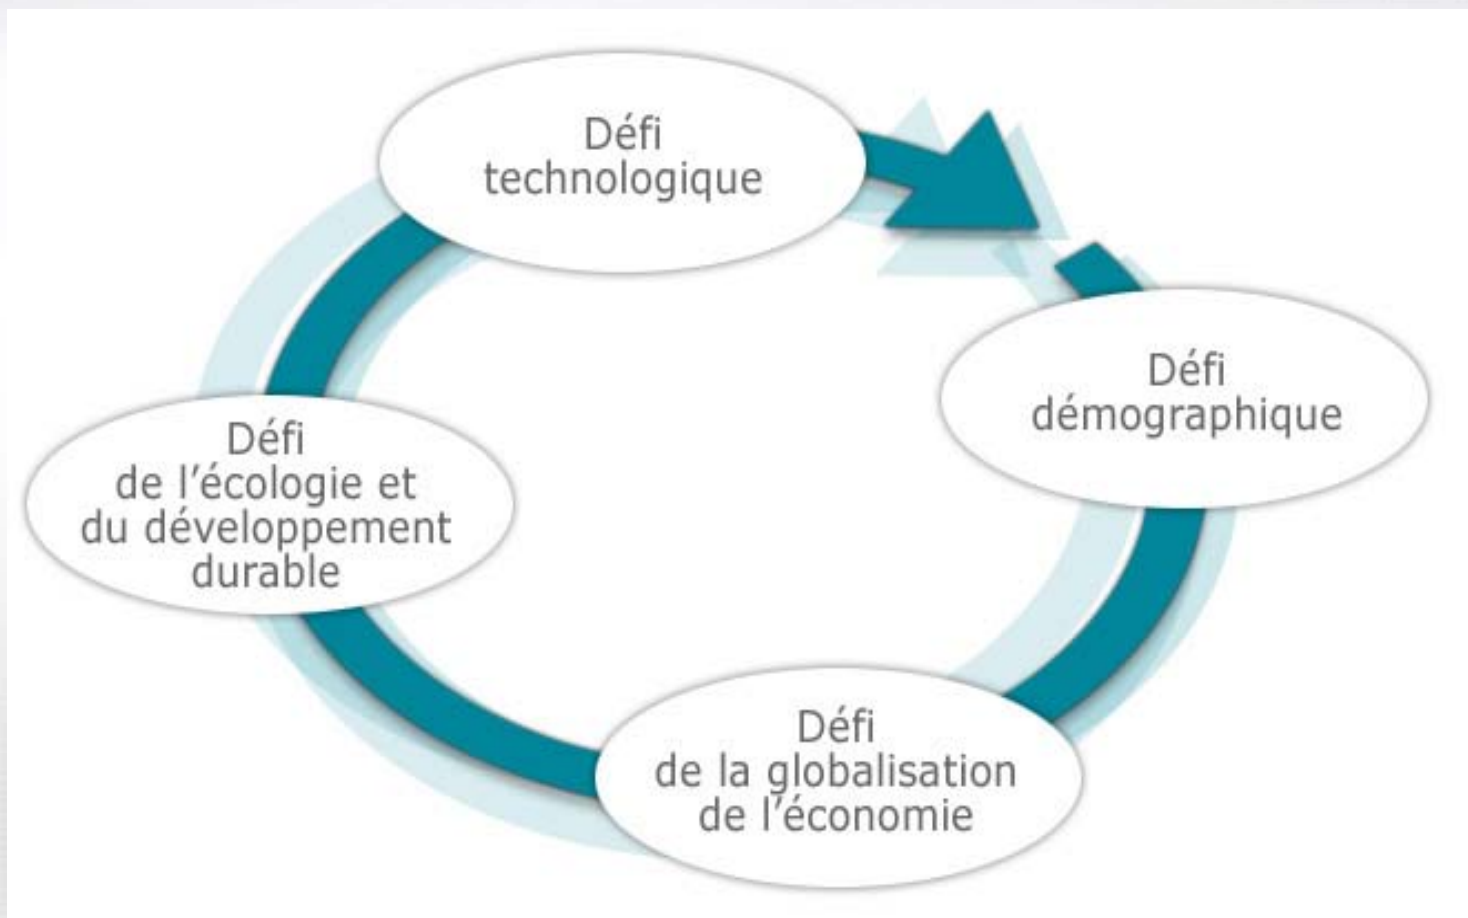 Défi
technologique
Défi
démographique
Défi
de l'écologie et
du développement
durable
Défi
de la globalisation
de l'économie